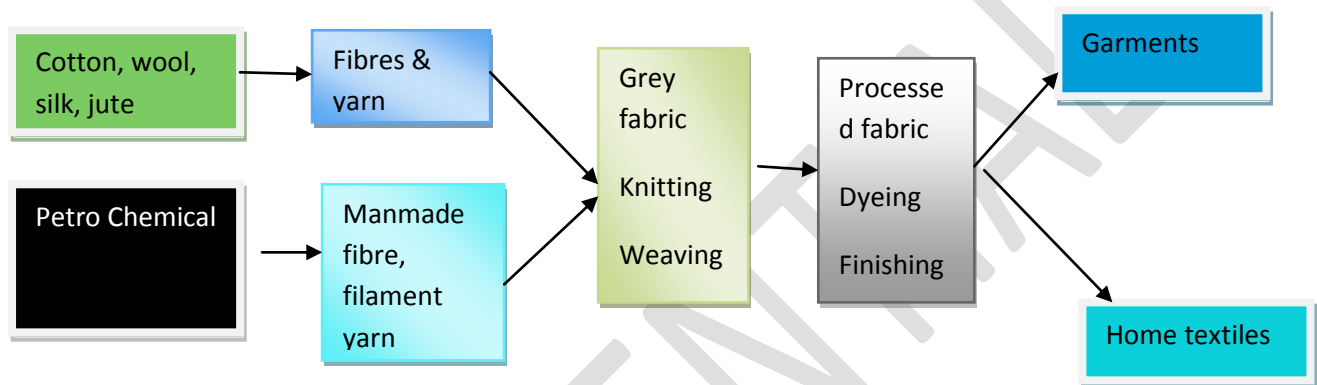 Cotton, wool,
silk, jute
Fibres &
yarn
Petro Chemical
Manmade
fibre,
filament
yarn
Grey
fabric
Knitting
Weaving
Processe
d fabric
Dyeing
Finishing
Garments
Home textiles